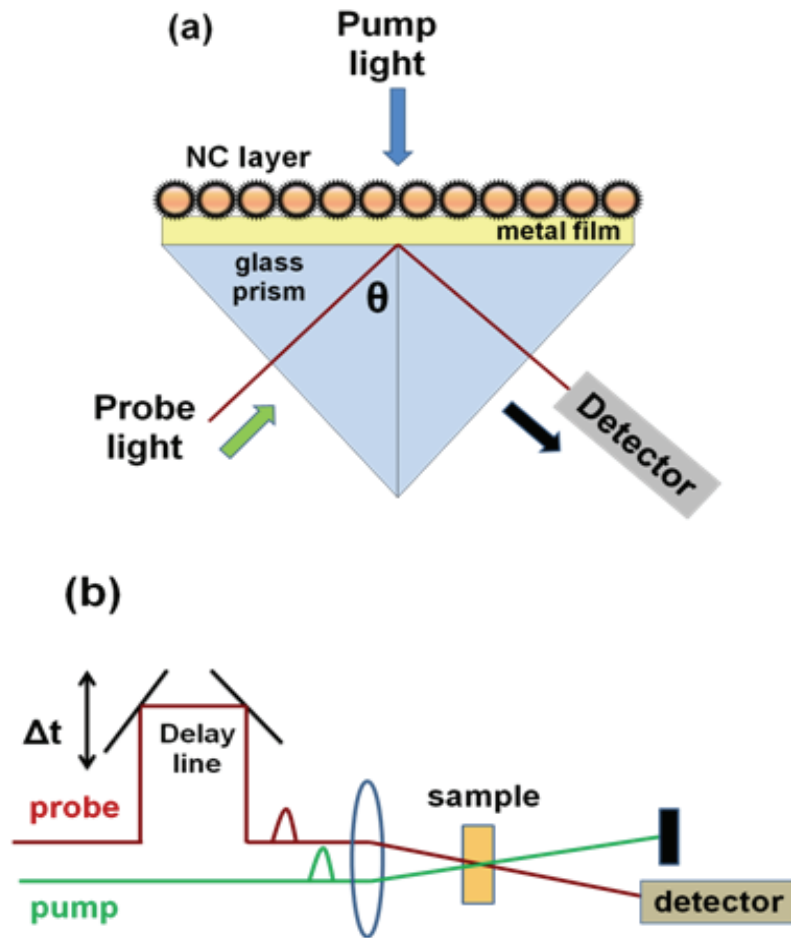 (a)
Pump
light
NC layer
metal film
glass
prism
θ
Probe
light
Detector
(b)
Δt
Delay
line
probe
sample
pump
detector